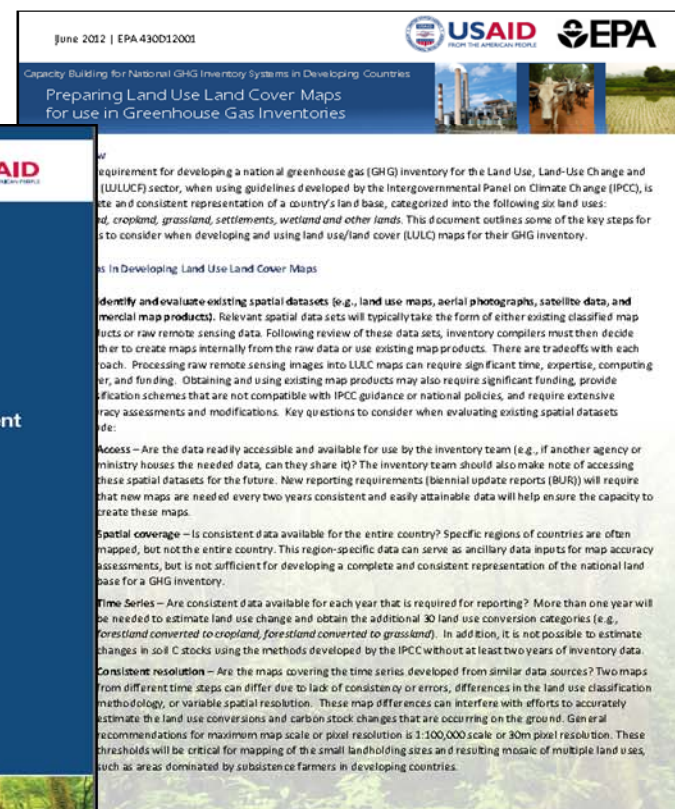 June 2012 | EPA 430D12001
USAID
FROM THE AMERICAN PEOPLE
EPA
Capacity Building for National GHG Inventory Systems in Developing Countries
Preparing Land Use Land Cover Maps
for use in Greenhouse Gas Inventories
AID
w
equirement for developing a national greenhouse gas (GHG) inventory for the Land Use, Land-Use Change and
(LULUCF) sector, when using guidelines developed by the Intergovernmental Panel on Climate Change (IPCC), is
ete and consistent representation of a country's land base, categorized into the following six land uses:
nd, cropland, grassland, settlements, wetland and other lands. This document outlines some of the key steps for
s to consider when developing and using land use/land cover (LULC) maps for their GHG inventory.
s In Developing Land Use Land Cover Maps
dentify and evaluate existing spatial datasets (e.g., land use maps, aerial photographs, satellite data, and
mercial map products). Relevant spatial data sets will typically take the form of either existing classified map
ucts or raw remote sensing data. Following review of these data sets, inventory compilers must then decide
ther to create maps internally from the raw data or use existing map products. There are tradeoffs with each
oach. Processing raw remote sensing images into LULC maps can require significant time, expertise, computing
er, and funding. Obtaining and using existing map products may also require significant funding, provide
ification schemes that are not compatible with IPCC guidance or national policies, and require extensive
racy assessments and modifications. Key questions to consider when evaluating existing spatial datasets
de:
nt
Access – Are the data readily accessible and available for use by the inventory team (e.g., if another agency or
ministry houses the needed data, can they share it)? The inventory team should also make note of accessing
these spatial datasets for the future. New reporting requirements (biennial update reports (BUR)) will require
that new maps are needed every two years consistent and easily attainable data will help ensure the capacity to
create these maps.
Spatial coverage – Is consistent data available for the entire country? Specific regions of countries are often
mapped, but not the entire country. This region-specific data can serve as ancillary data inputs for map accuracy
assessments, but is not sufficient for developing a complete and consistent representation of the national land
base for a GHG inventory.
Time Series – Are consistent data available for each year that is required for reporting? More than one year will
be needed to estimate land use change and obtain the additional 30 land use conversion categories (e.g.,
forestland converted to cropland, forestland converted to grassland). In addition, it is not possible to estimate
changes in soil C stocks using the methods developed by the IPCC without at least two years of inventory data.
Consistent resolution – Are the maps covering the time series developed from similar data sources? Two maps
from different time steps can differ due to lack of consistency or errors, differences in the land use classification
methodology, or variable spatial resolution. These map differences can interfere with efforts to accurately
estimate the land use conversions and carbon stock changes that are occurring on the ground. General
recommendations for maximum map scale or pixel resolution is 1:100,000 scale or 30m pixel resolution. These
thresholds will be critical for mapping of the small landholding sizes and resulting mosaic of multiple land uses,
such as areas dominated by subsistence farmers in developing countries.